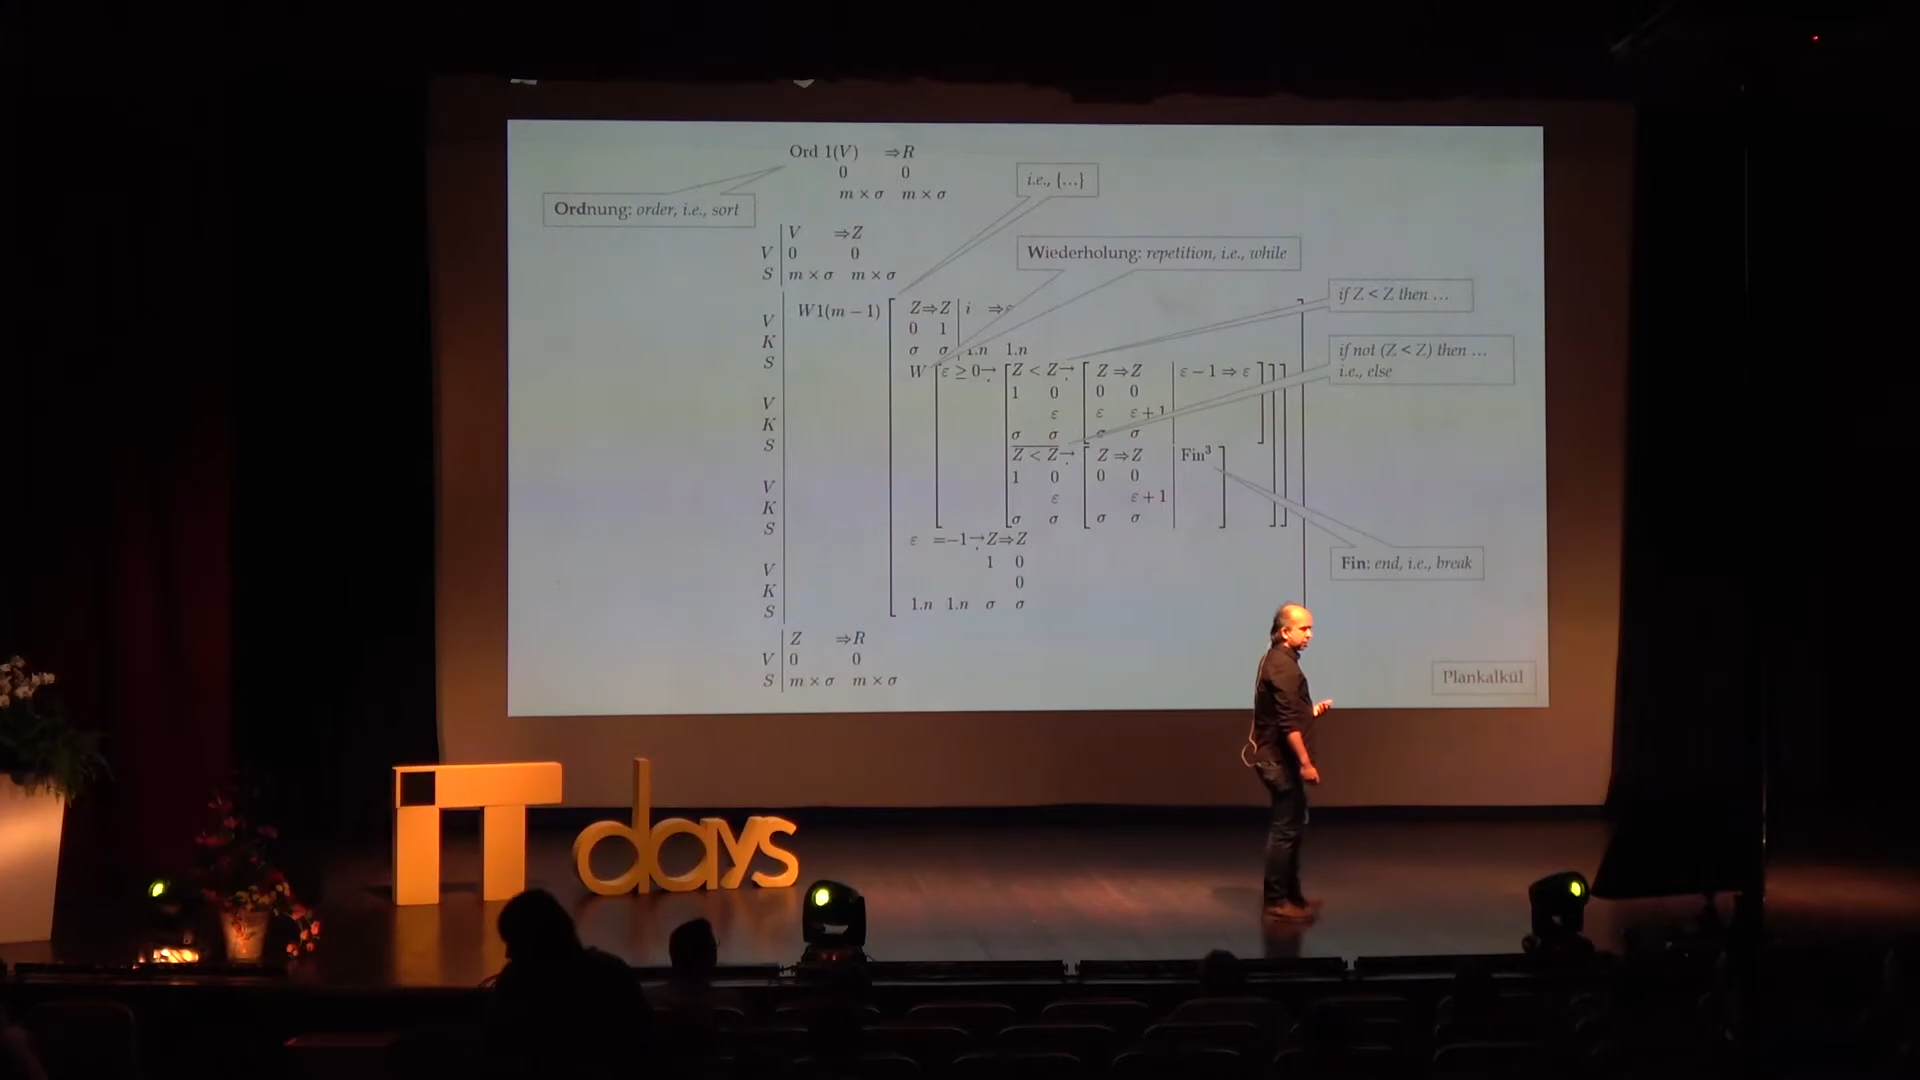 Ord 1(V) ⇒R
0 0
m × σ m × σ
i.e., {…}
Ordnung: order, i.e., sort
V ⇒Z
V 0 0
S m × σ m × σ
Wiederholung: repetition, i.e., while
if Z < Z then …
W1(m − 1) Z⇒Z | i ⇒ε
V 0 1
K
S σ σ 1.n 1.n
if not (Z < Z) then …
i.e., else
W ε ≥ 0→ Z < Z→ Z ⇒Z ε − 1 ⇒ ε
V 1 0 0 0
K ε ε ε + 1
S σ σ σ σ
Z < Z→ Z ⇒Z Fin³
V 1 0 0 0
K ε ε + 1
S σ σ σ σ
ε =−1→Z⇒Z
V 1 0
K 0
S 1.n 1.n σ σ
Fin: end, i.e., break
Z ⇒R
V 0 0
S m × σ m × σ
Plankalkül
iT days